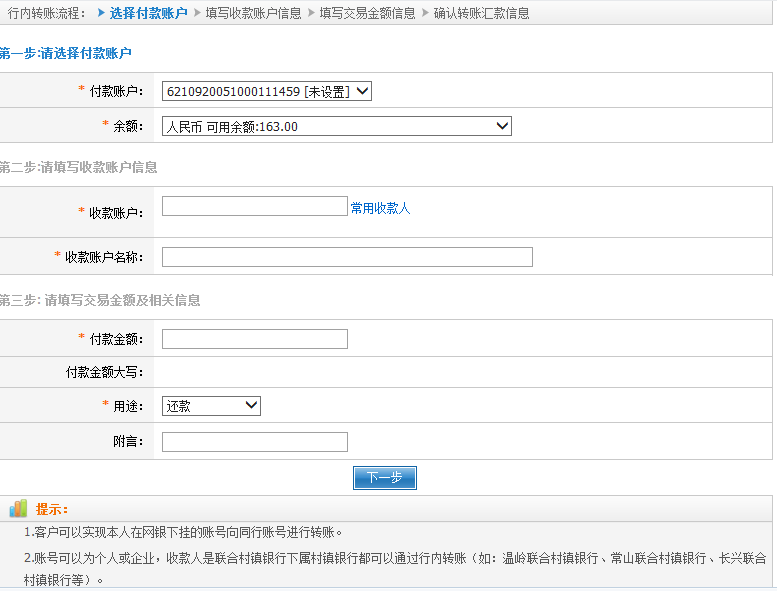 行内转账流程： 选择付款账户 填写收款账户信息 填写交易金额信息 确认转账汇款信息
第一步:请选择付款账户
* 付款账户： 6210920051000111459 [未设置]
* 余额： 人民币 可用余额:163.00
第二步:请填写收款账户信息
* 收款账户： 常用收款人
* 收款账户名称：
第三步: 请填写交易金额及相关信息
* 付款金额：
付款金额大写：
* 用途： 还款
附言：
下一步
提示：
1.客户可以实现本人在网银下挂的账号向同行账号进行转账。
2.账号可以为个人或企业，收款人是联合村镇银行下属村镇银行都可以通过行内转账（如：温岭联合村镇银行、常山联合村镇银行、长兴联合
村镇银行等）。